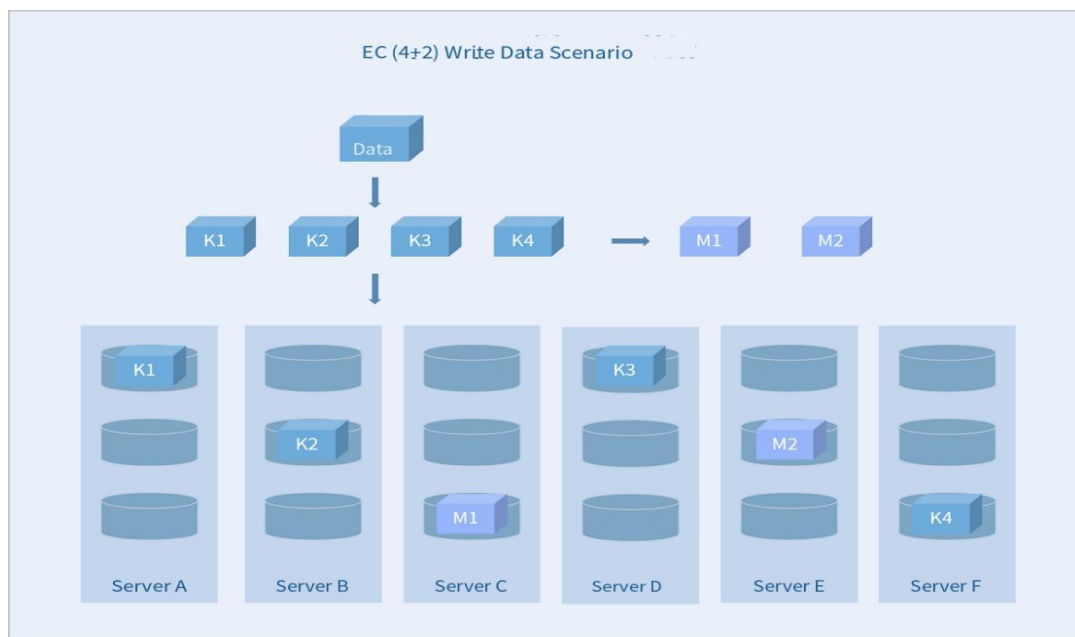 EC (4+2) Write Data Scenario
Data
K1 K2 K3 K4 M1 M2
K1 K3
K2 M2
M1 K4
Server A Server B Server C Server D Server E Server F